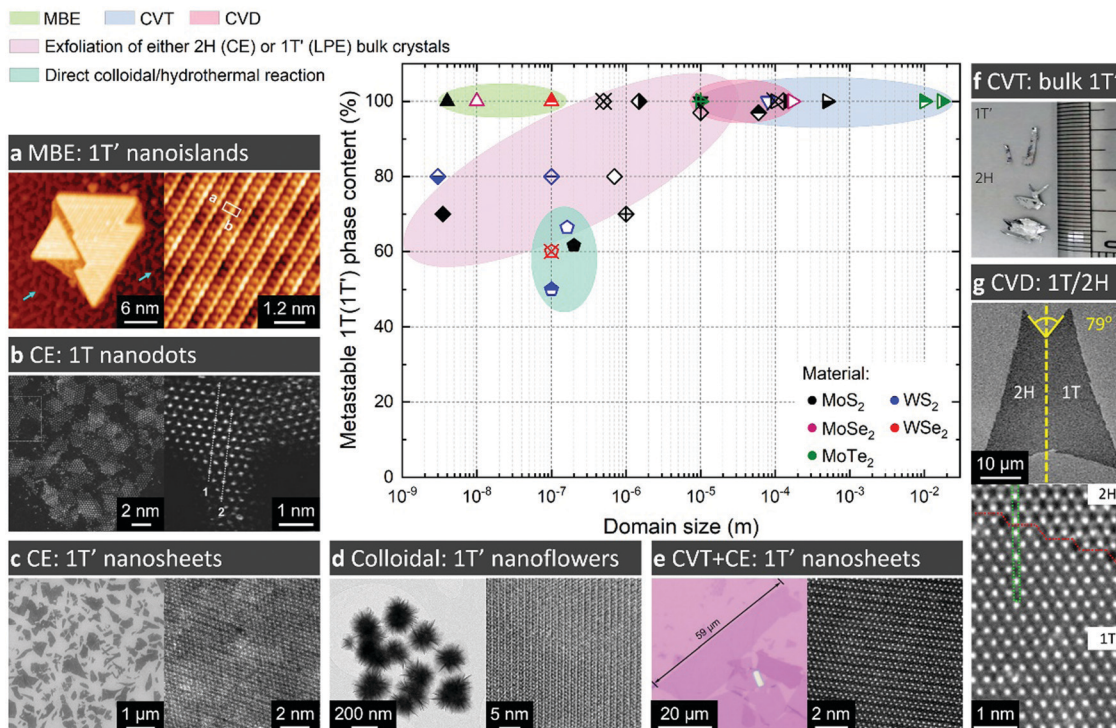 MBE CVT CVD
Exfoliation of either 2H (CE) or 1T' (LPE) bulk crystals
Direct colloidal/hydrothermal reaction
a MBE: 1T' nanoislands
a
b
6 nm
1.2 nm
b CE: 1T nanodots
1
2
2 nm
1 nm
c CE: 1T' nanosheets
1 µm
2 nm
Metastable 1T(1T') phase content (%)
100
80
60
40
20
0
Material:
MoS₂ WS₂
MoSe₂ WSe₂
MoTe₂
10⁻⁹ 10⁻⁸ 10⁻⁷ 10⁻⁶ 10⁻⁵ 10⁻⁴ 10⁻³ 10⁻²
Domain size (m)
d Colloidal: 1T' nanoflowers
200 nm
5 nm
e CVT+CE: 1T' nanosheets
59 µm
20 µm
2 nm
f CVT: bulk 1T'
1T'
2H
g CVD: 1T/2H
79°
2H 1T
10 µm
2H
1T
1 nm